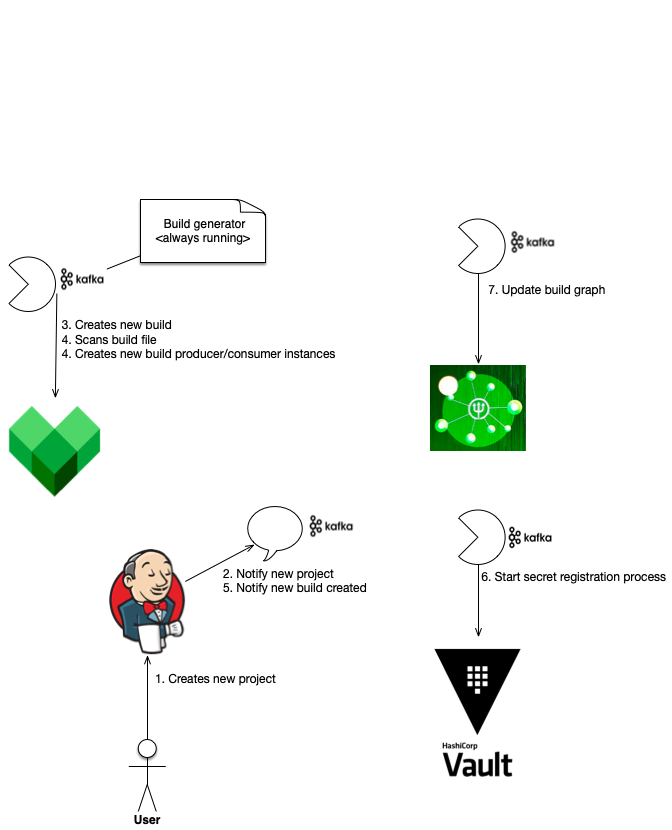 Build generator
<always running>
kafka
kafka
3. Creates new build
4. Scans build file
4. Creates new build producer/consumer instances
7. Update build graph
kafka
2. Notify new project
5. Notify new build created
kafka
6. Start secret registration process
1. Creates new project
HashiCorp
Vault
User